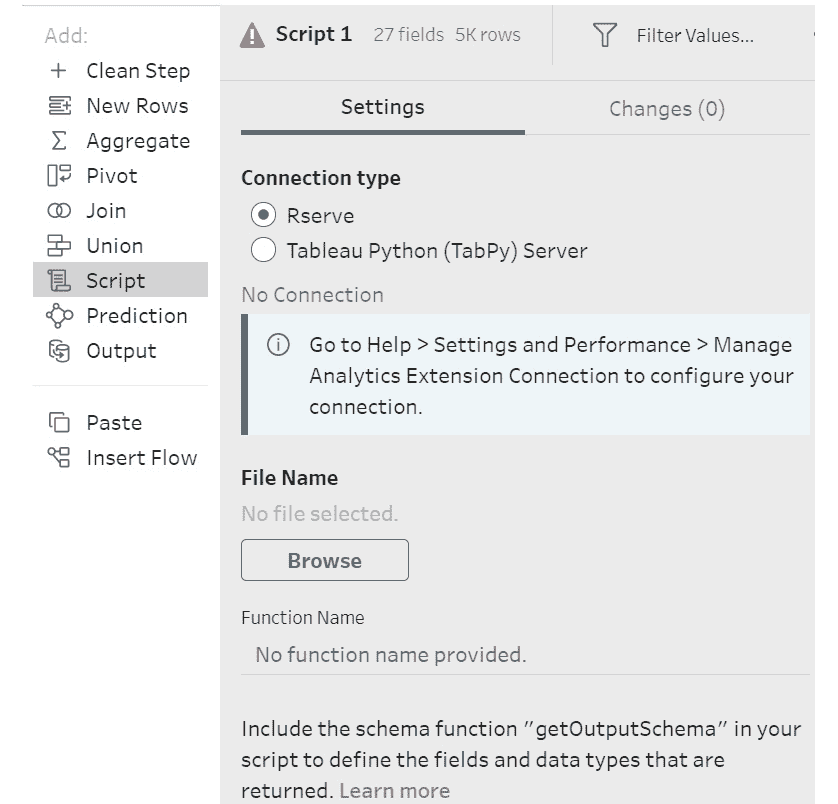 Add:
Clean Step
New Rows
Aggregate
Pivot
Join
Union
Script
Prediction
Output
Paste
Insert Flow
Script 1 27 fields 5K rows Filter Values...
Settings Changes (0)
Connection type
Rserve
Tableau Python (TabPy) Server
No Connection
Go to Help > Settings and Performance > Manage
Analytics Extension Connection to configure your
connection.
File Name
No file selected.
Browse
Function Name
No function name provided.
Include the schema function "getOutputSchema" in your
script to define the fields and data types that are
returned. Learn more